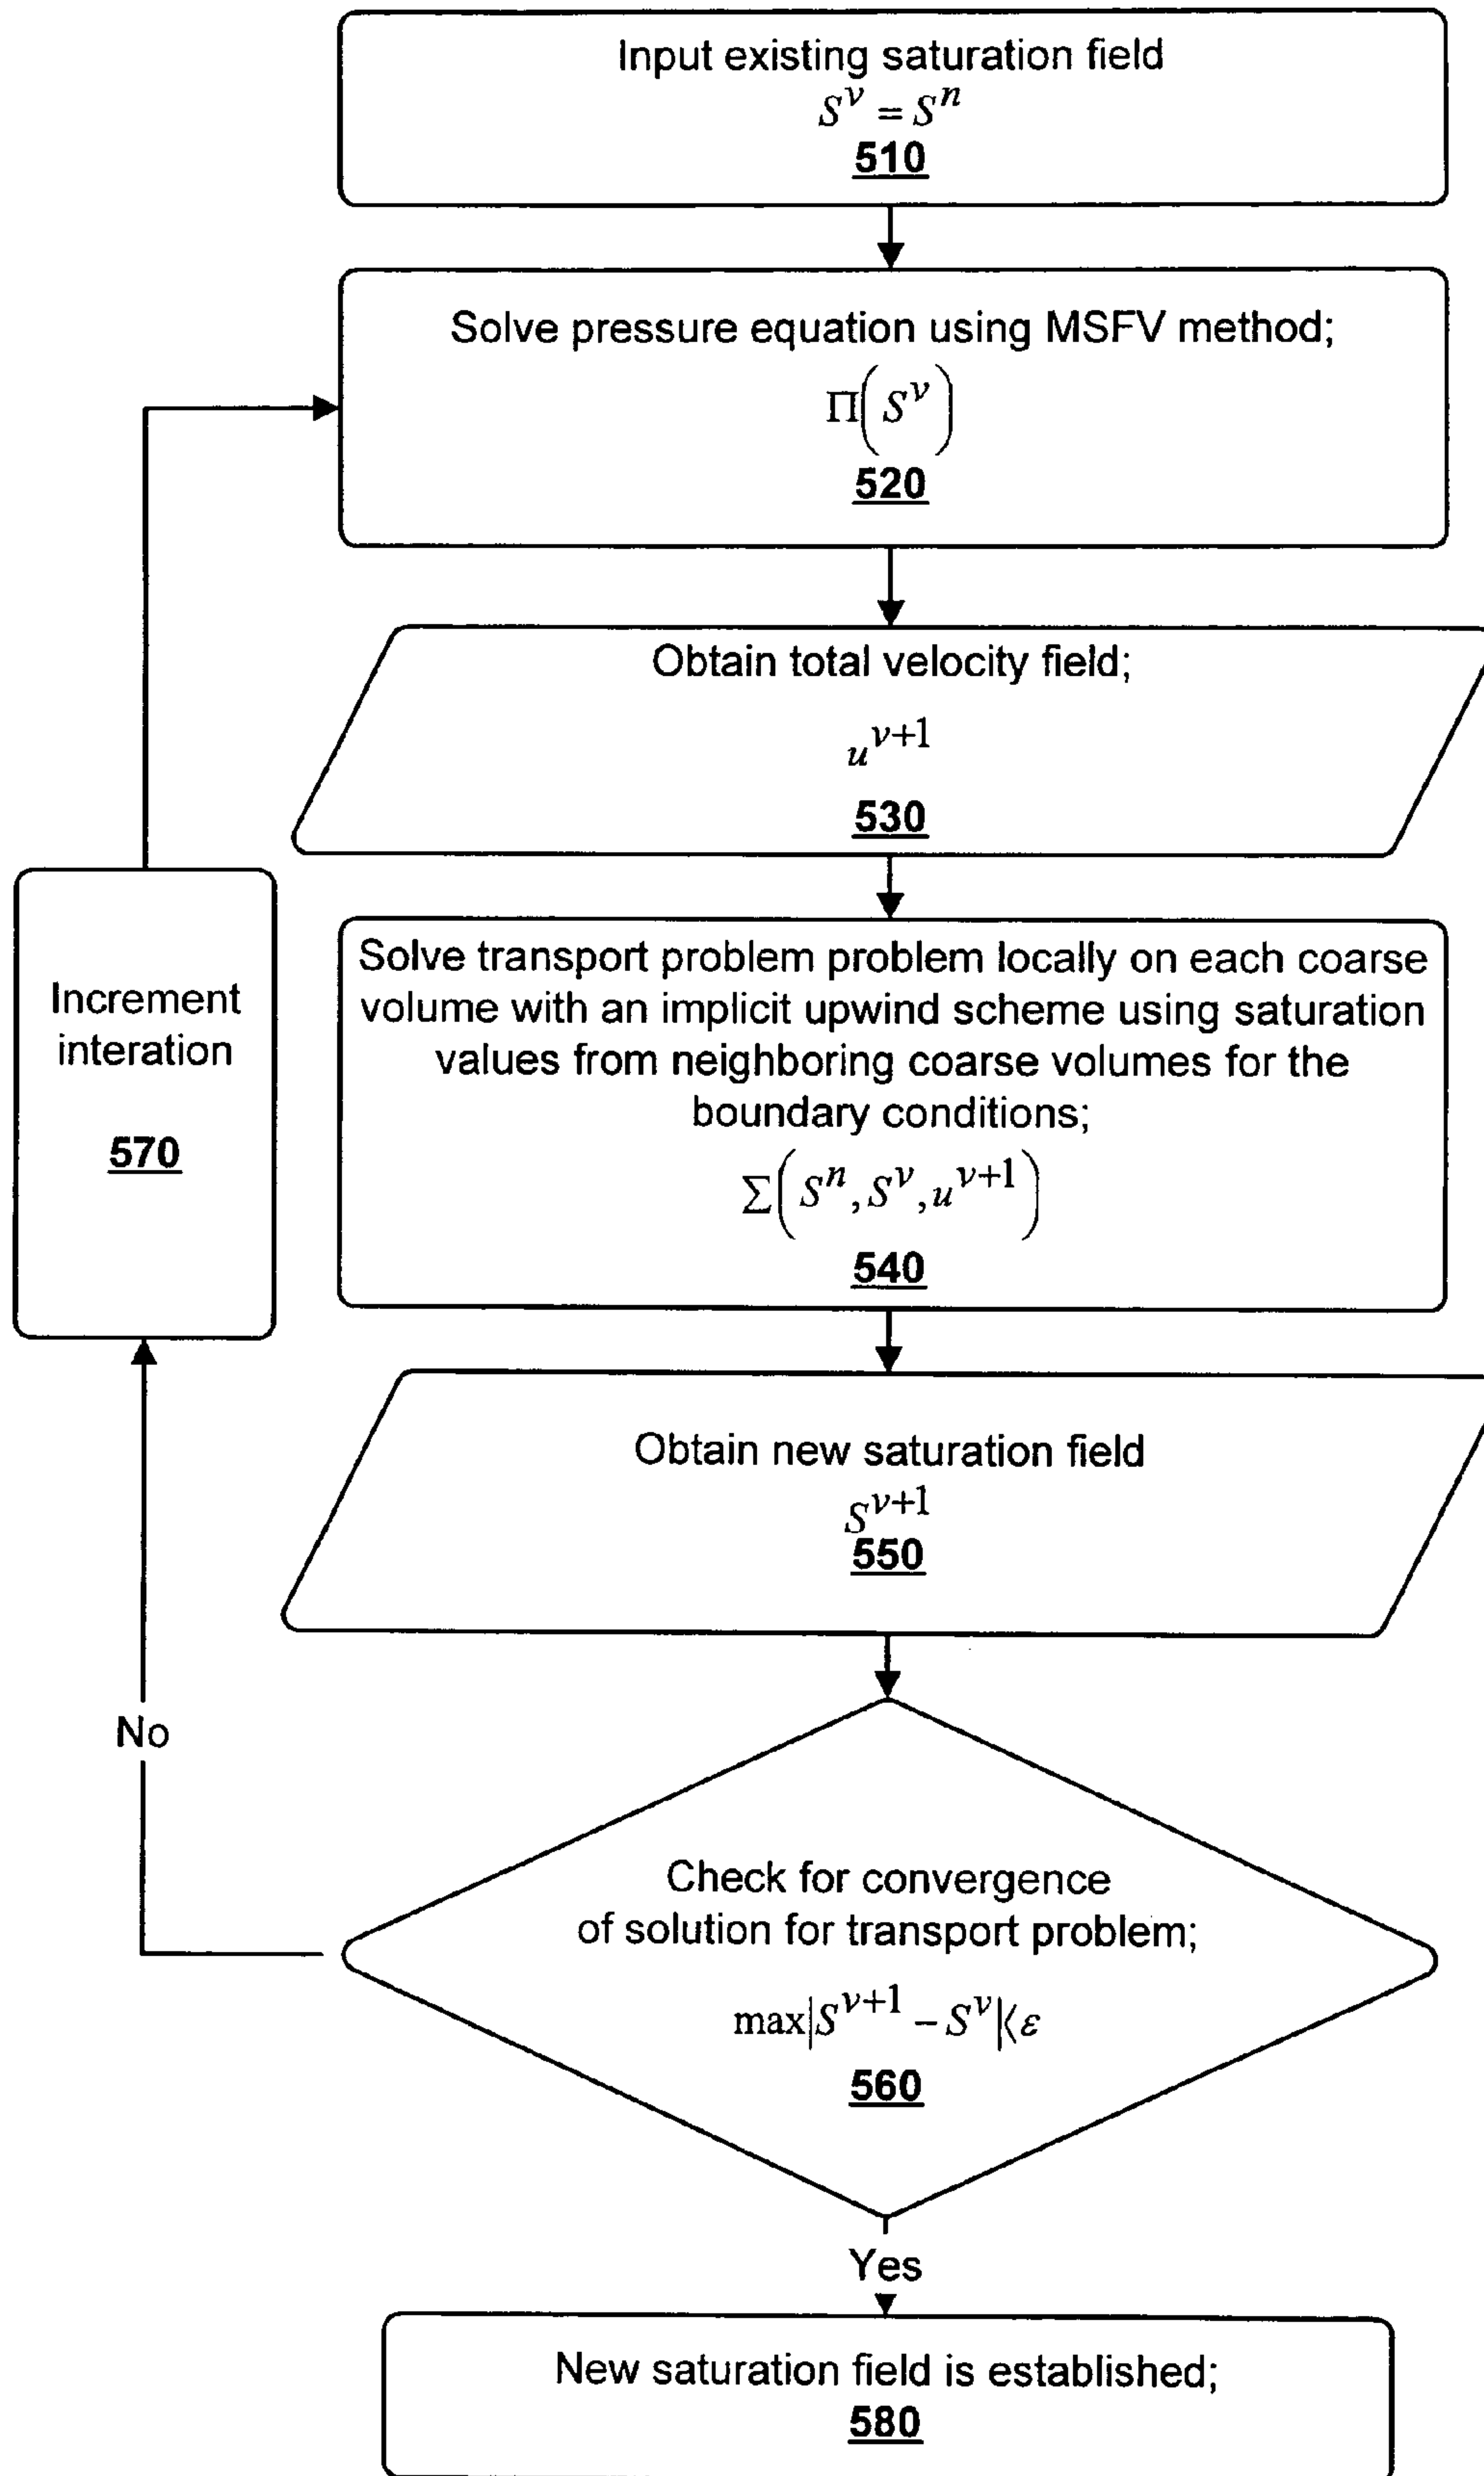 Input existing saturation field
S^ν = S^n
510
Solve pressure equation using MSFV method;
Π(S^ν)
520
Obtain total velocity field;
u^ν+1
530
Solve transport problem problem locally on each coarse
volume with an implicit upwind scheme using saturation
values from neighboring coarse volumes for the
boundary conditions;
Σ(S^n, S^ν, u^ν+1)
540
Obtain new saturation field
S^ν+1
550
Check for convergence
of solution for transport problem;
max|S^ν+1 – S^ν|⟨ε
560
No
Increment
interation
570
Yes
New saturation field is established;
580